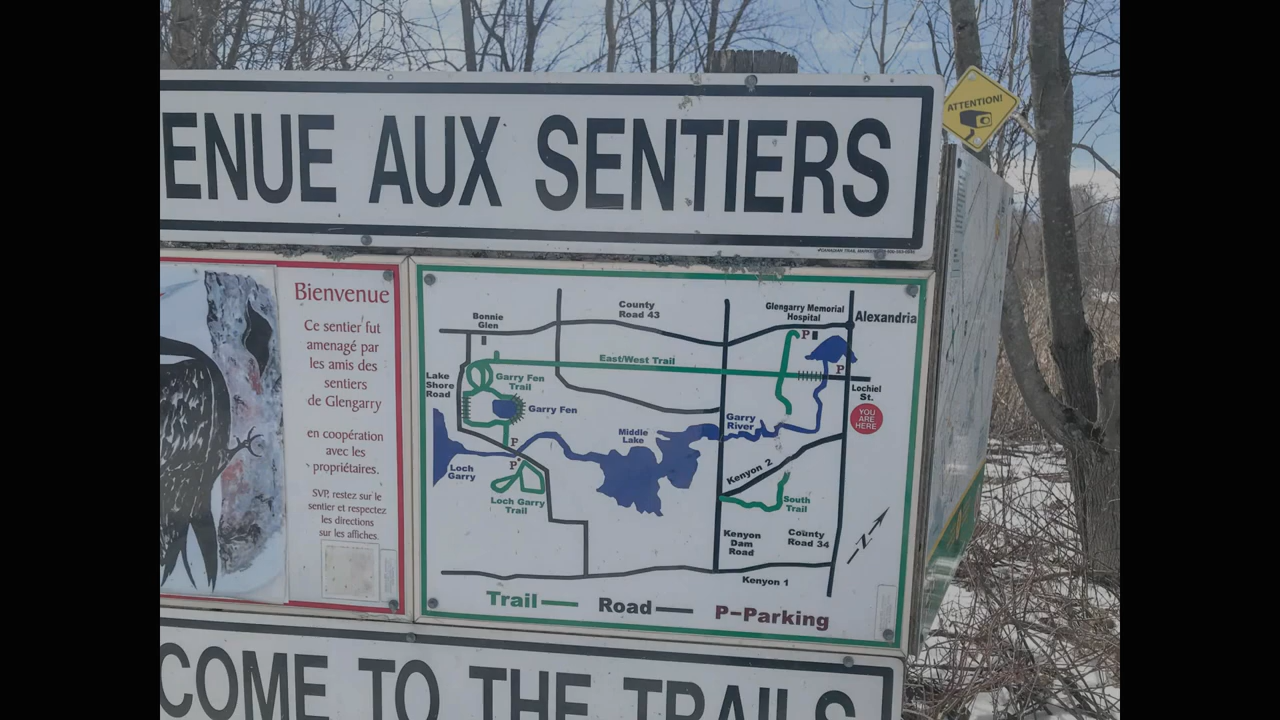 ENUE AUX SENTIERS
ATTENTION!
Bienvenue
Ce sentier fut
amenagé par
les amis des
sentiers
de Glengarry
en coopération
avec les
propriétaires.
SVP, restez sur le
sentier et respectez
les directions
sur les affiches.
Bonnie
Glen
County
Road 43
Glengarry Memorial
Hospital
Alexandria
P
East/West Trail
P
Lake
Shore
Road
Garry Fen
Trail
Lochiel
St.
YOU
ARE
HERE
Garry Fen
Garry
River
Middle
Lake
P
P
Loch
Garry
Kenyon 2
Loch Garry
Trail
South
Trail
Kenyon
Dam
Road
County
Road 34
N
Kenyon 1
Trail Road P-Parking
COME TO THE TRAILS